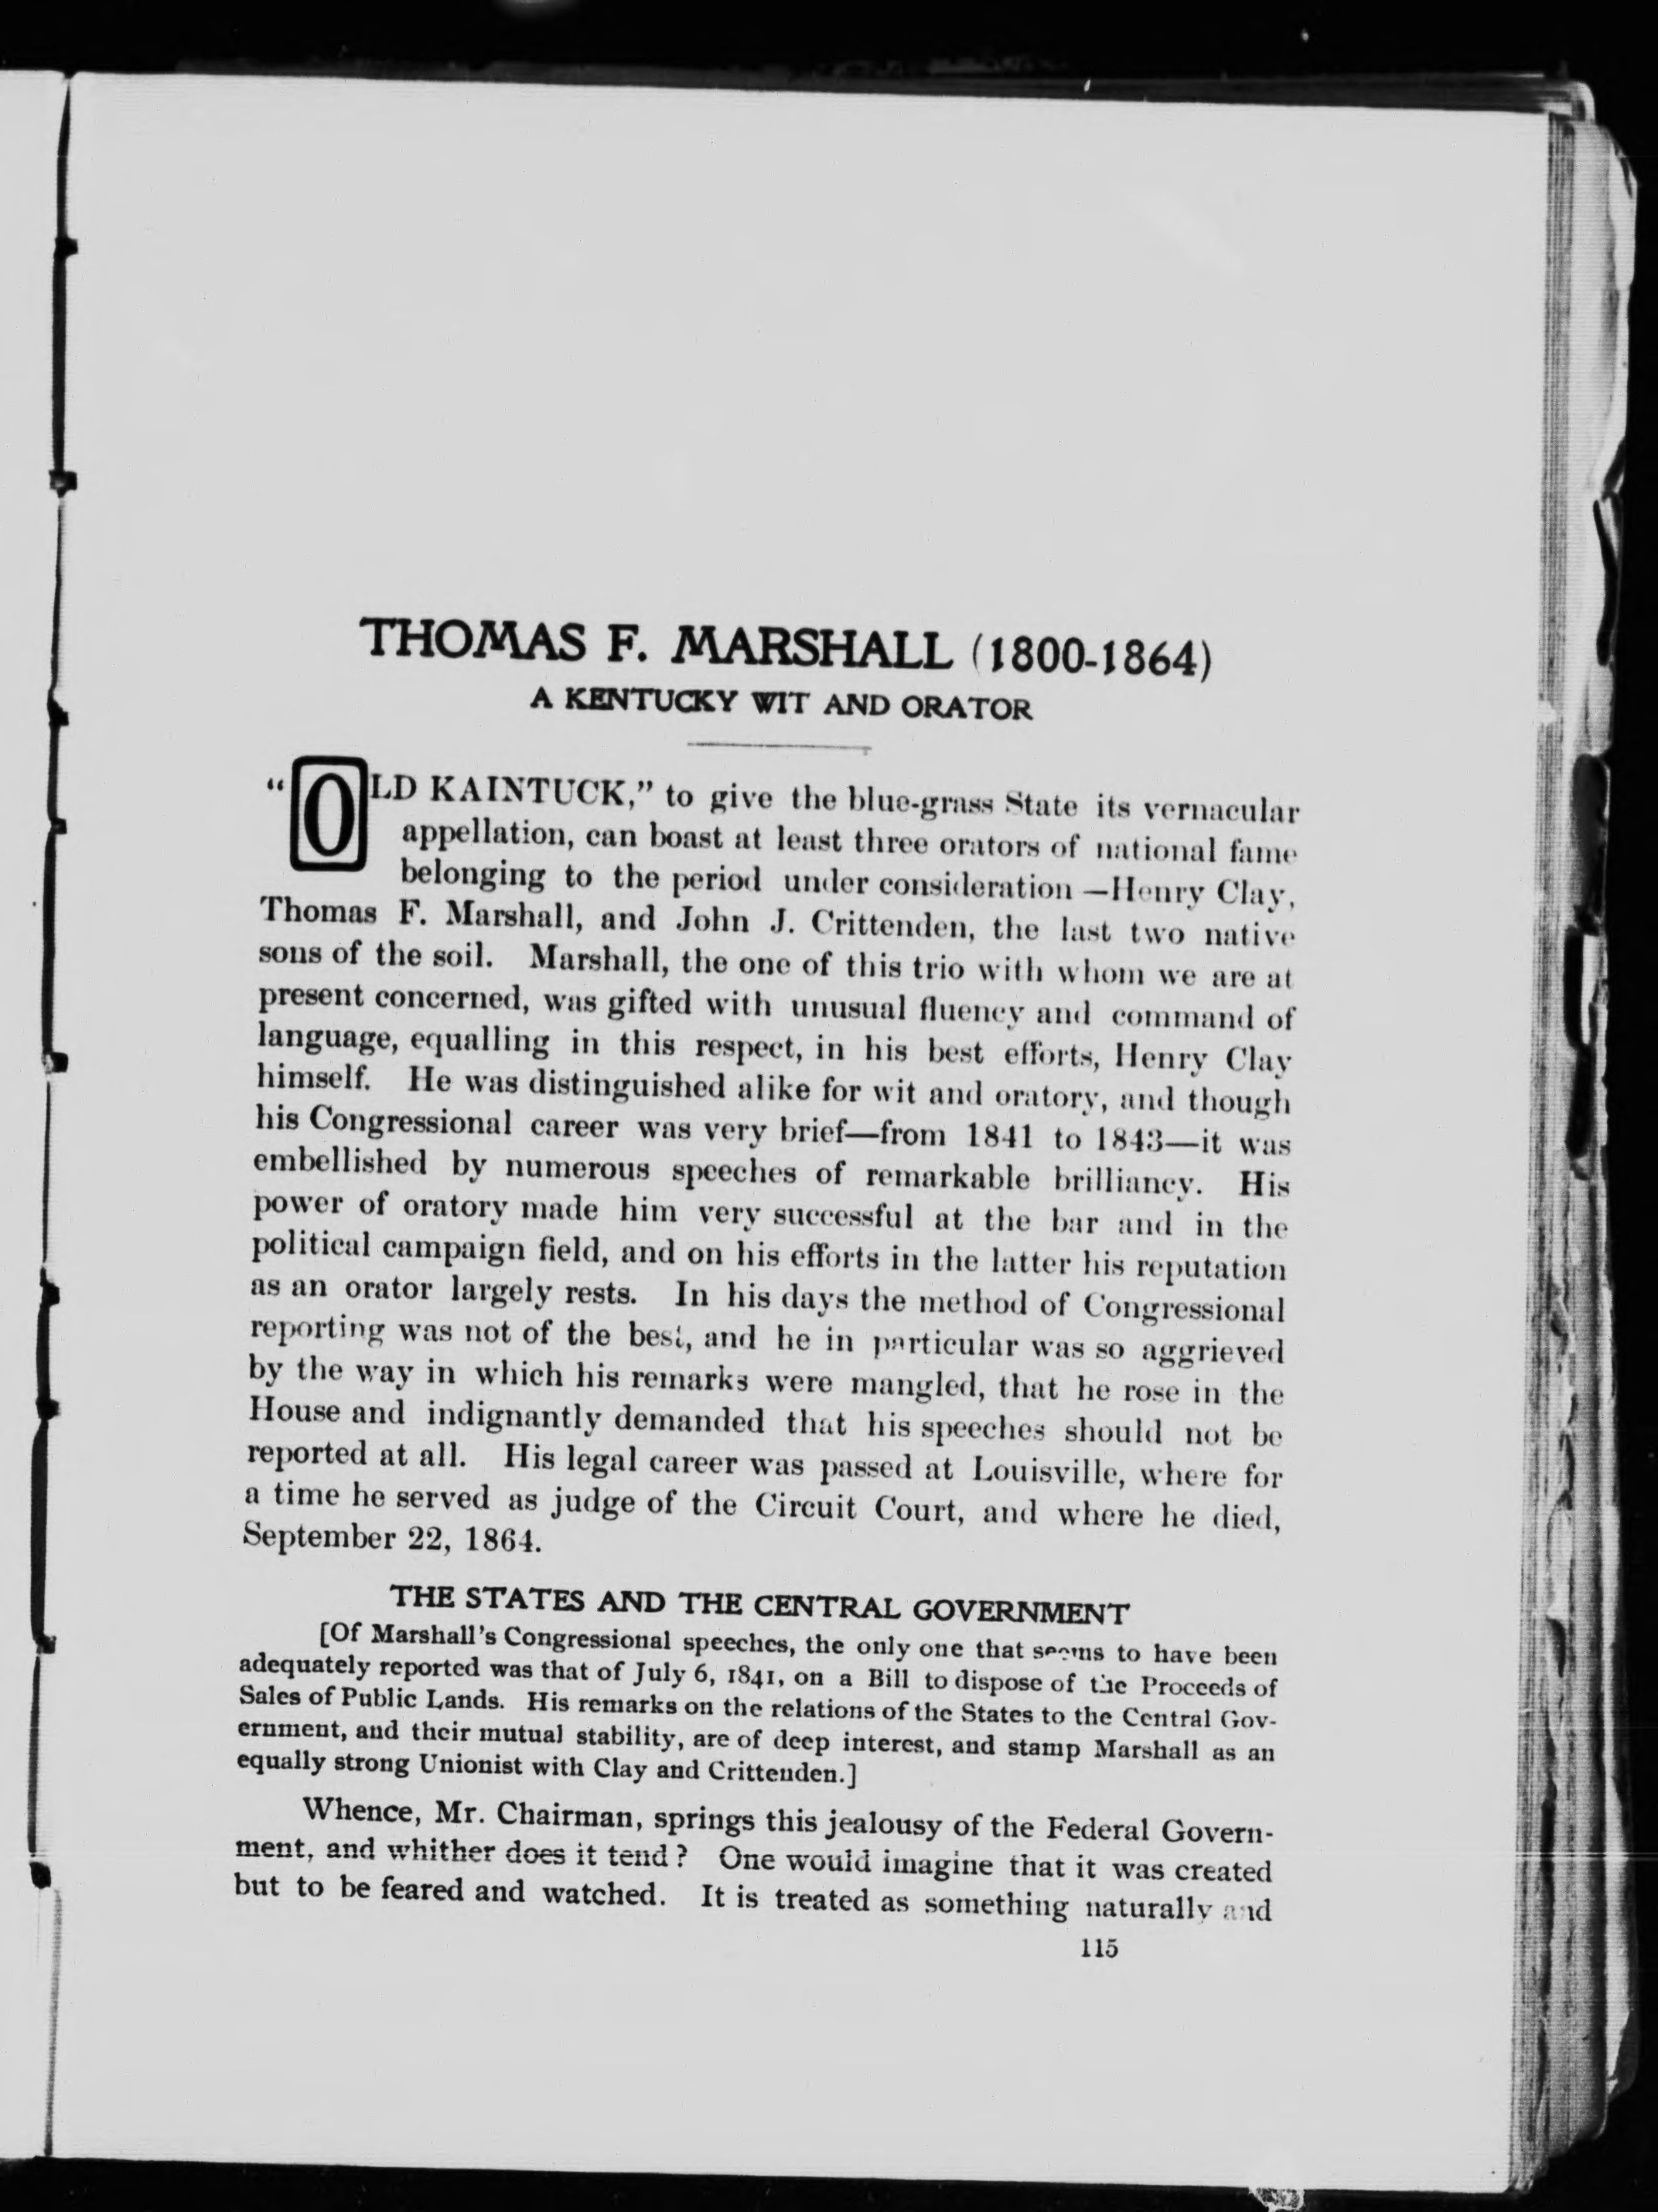 THOMAS F. MARSHALL (1800-1864)
A KENTUCKY WIT AND ORATOR
“OLD KAINTUCK,” to give the blue-grass State its vernacular
appellation, can boast at least three orators of national fame
belonging to the period under consideration—Henry Clay,
Thomas F. Marshall, and John J. Crittenden, the last two native
sons of the soil. Marshall, the one of this trio with whom we are at
present concerned, was gifted with unusual fluency and command of
language, equalling in this respect, in his best efforts, Henry Clay
himself. He was distinguished alike for wit and oratory, and though
his Congressional career was very brief—from 1841 to 1843—it was
embellished by numerous speeches of remarkable brilliancy. His
power of oratory made him very successful at the bar and in the
political campaign field, and on his efforts in the latter his reputation
as an orator largely rests. In his days the method of Congressional
reporting was not of the best, and he in particular was so aggrieved
by the way in which his remarks were mangled, that he rose in the
House and indignantly demanded that his speeches should not be
reported at all. His legal career was passed at Louisville, where for
a time he served as judge of the Circuit Court, and where he died,
September 22, 1864.
THE STATES AND THE CENTRAL GOVERNMENT
[Of Marshall’s Congressional speeches, the only one that seems to have been
adequately reported was that of July 6, 1841, on a Bill to dispose of the Proceeds of
Sales of Public Lands. His remarks on the relations of the States to the Central Gov-
ernment, and their mutual stability, are of deep interest, and stamp Marshall as an
equally strong Unionist with Clay and Crittenden.]
Whence, Mr. Chairman, springs this jealousy of the Federal Govern-
ment, and whither does it tend? One would imagine that it was created
but to be feared and watched. It is treated as something naturally and
115